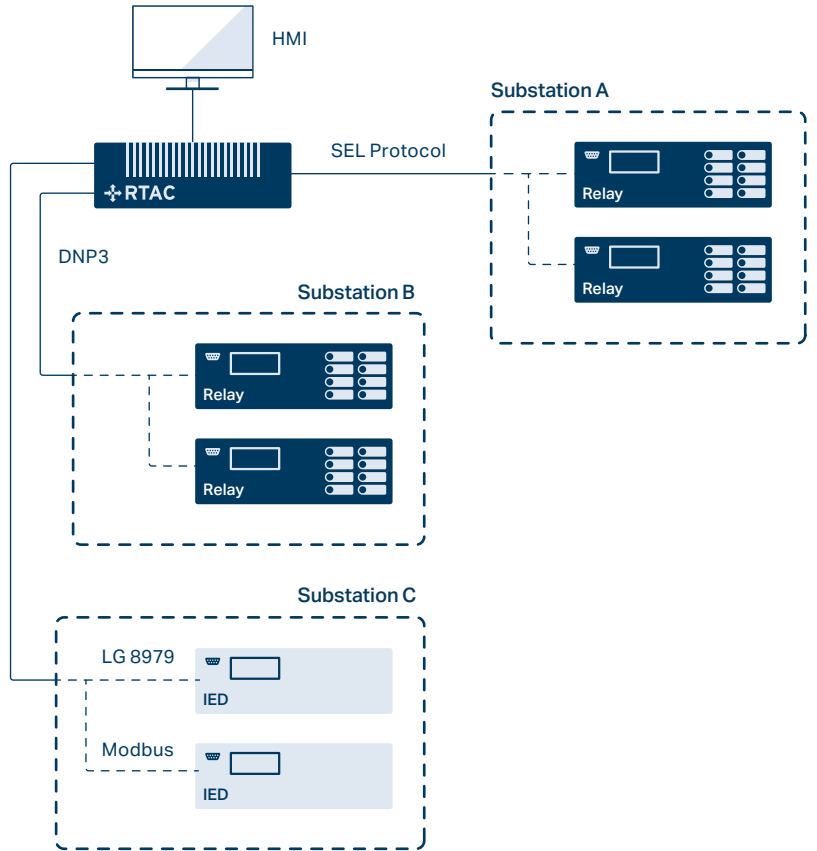 HMI
Substation A
SEL Protocol
RTAC
Relay
Relay
DNP3
Substation B
Relay
Relay
Substation C
LG 8979
IED
Modbus
IED